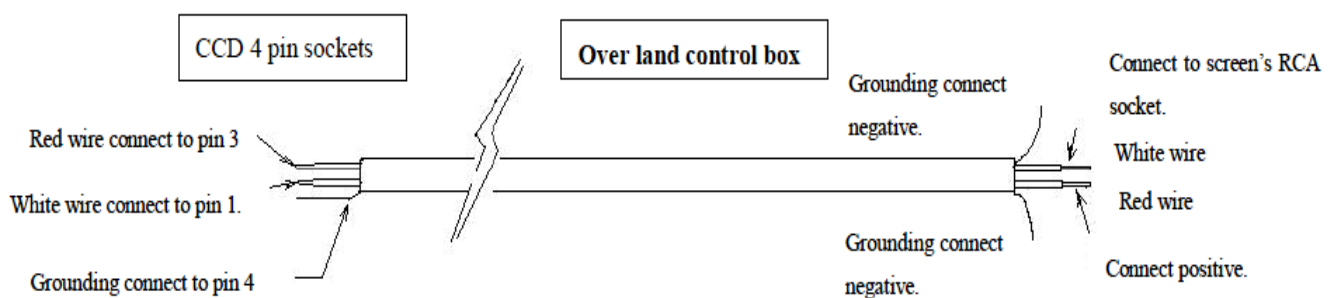 CCD 4 pin sockets
Over land control box
Red wire connect to pin 3
White wire connect to pin 1.
Grounding connect to pin 4
Grounding connect
negative.
Connect to screen’s RCA
socket.
White wire
Red wire
Grounding connect
negative.
Connect positive.